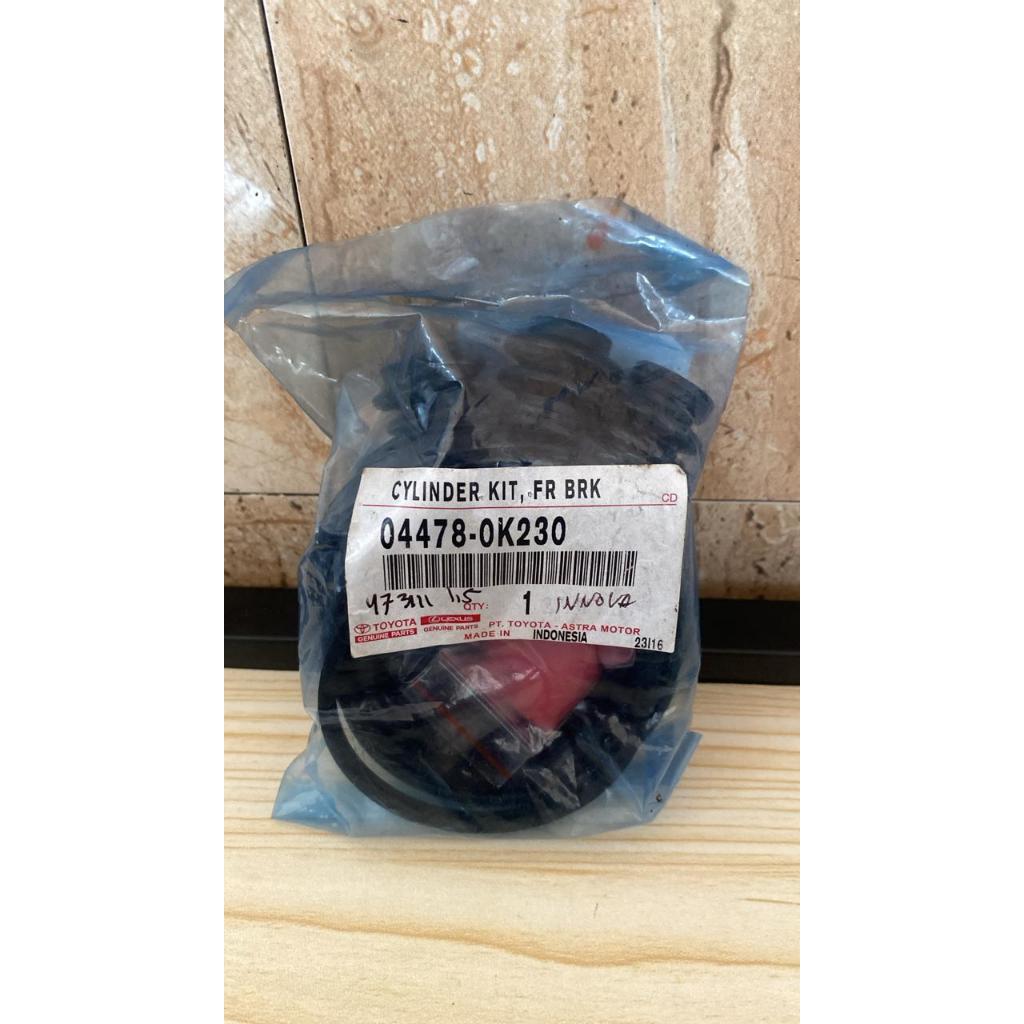 CYLINDER KIT, FR BRK
CD
04478-0K230
QTY: 1 INNOVA
TOYOTA
GENUINE PARTS
LEXUS
GENUINE PARTS
PT. TOYOTA - ASTRA MOTOR
MADE IN INDONESIA
23I16